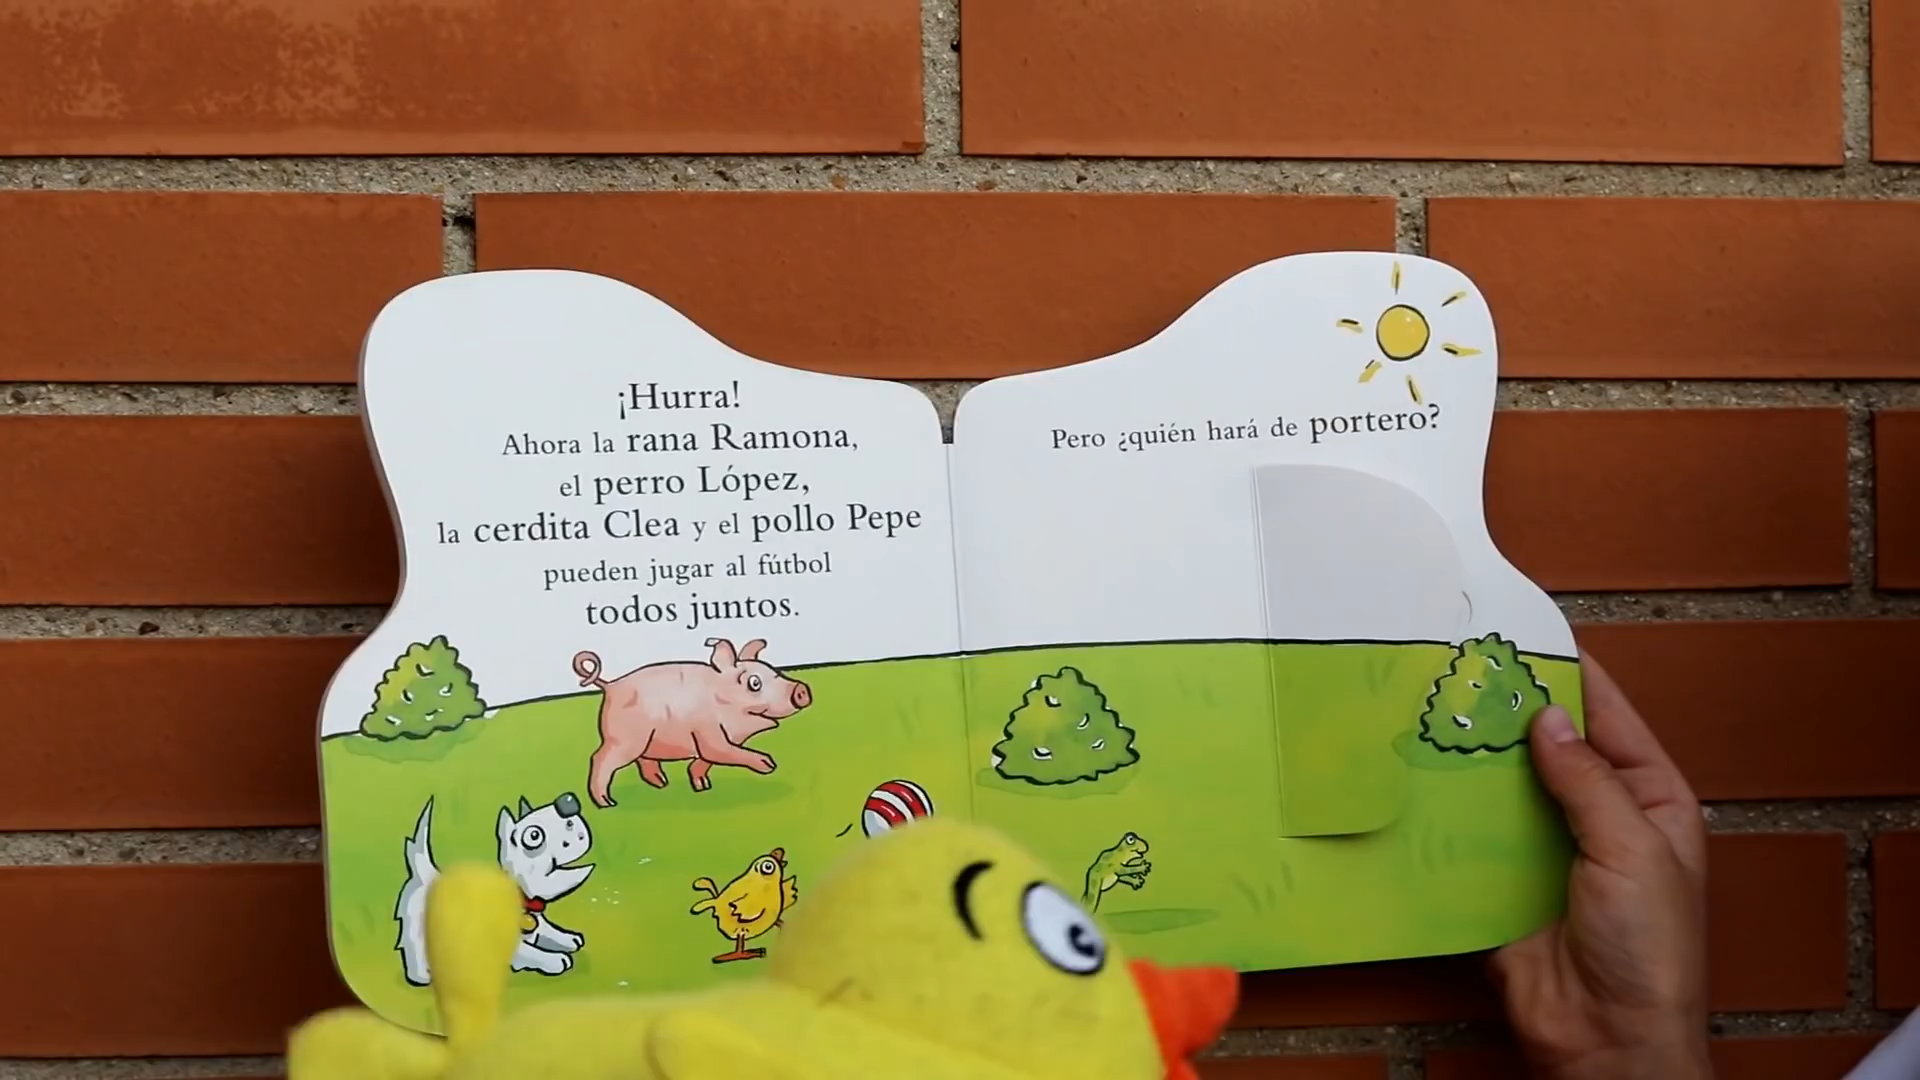 ¡Hurra!
Ahora la rana Ramona,
el perro López,
la cerdita Clea y el pollo Pepe
pueden jugar al fútbol
todos juntos.
Pero ¿quién hará de portero?